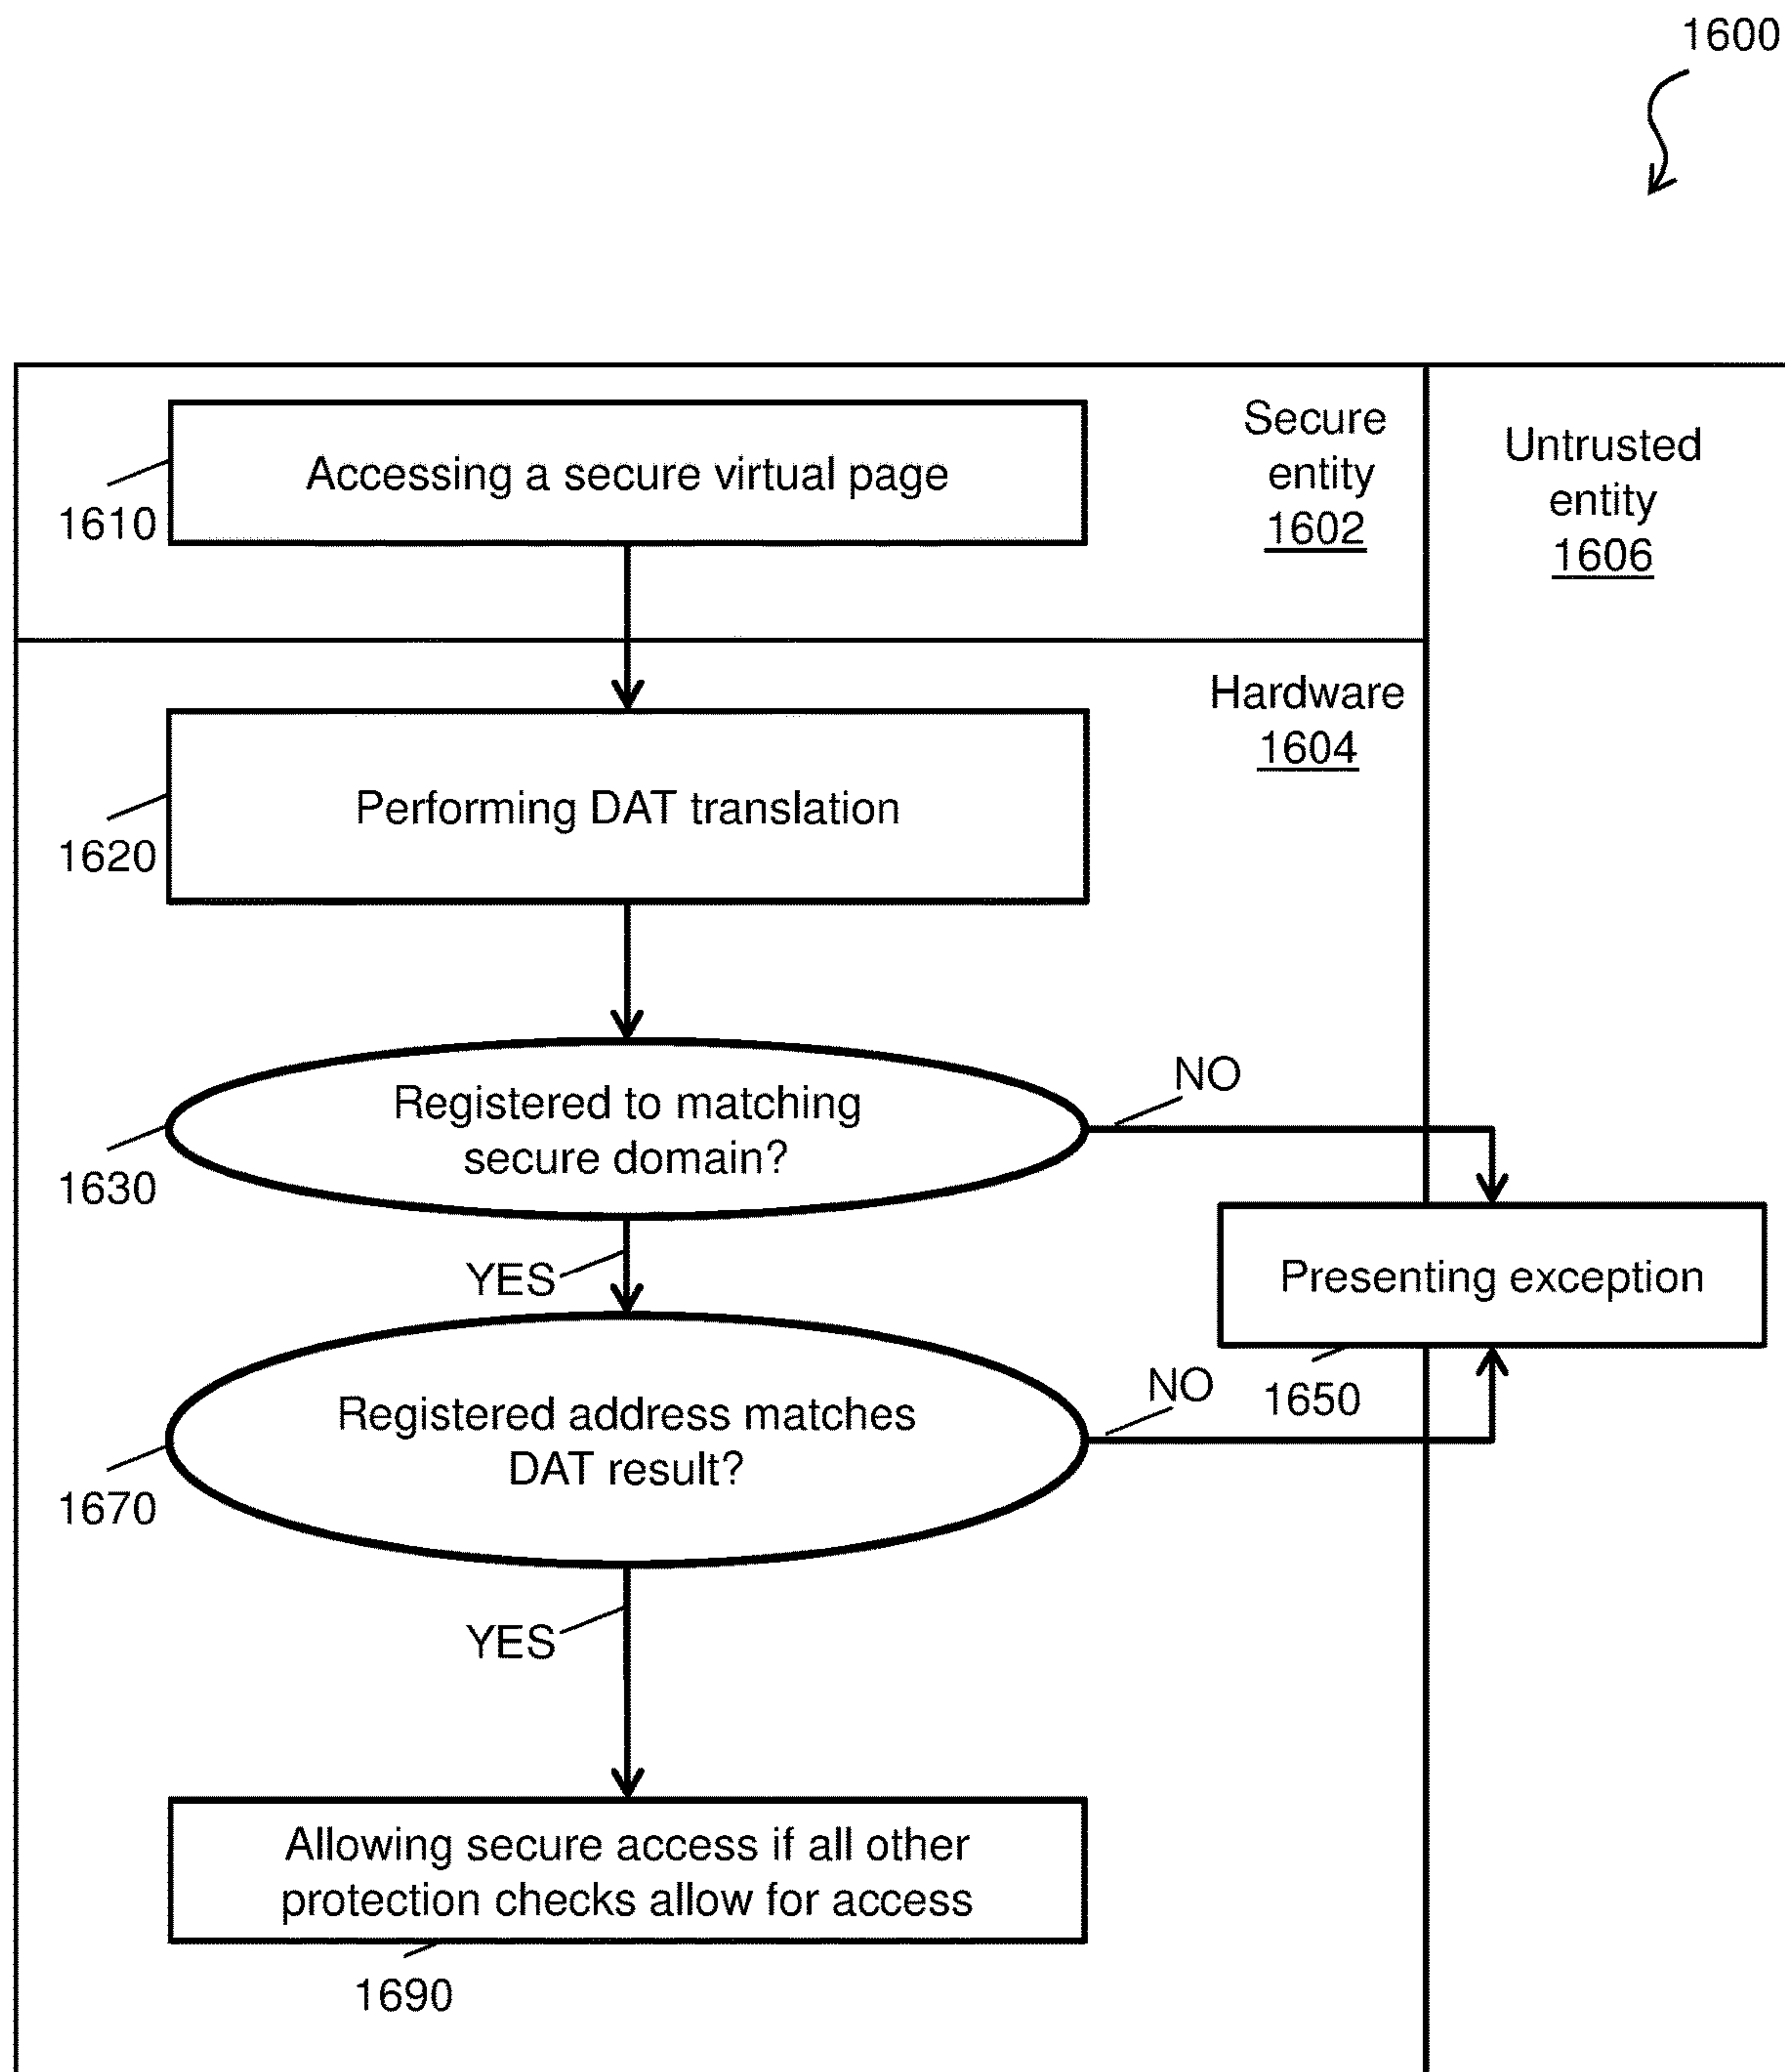 1600
Accessing a secure virtual page
1610
Secure
entity
1602
Untrusted
entity
1606
Hardware
1604
Performing DAT translation
1620
Registered to matching
secure domain?
1630
NO
YES
Presenting exception
1650
Registered address matches
DAT result?
1670
NO
YES
Allowing secure access if all other
protection checks allow for access
1690